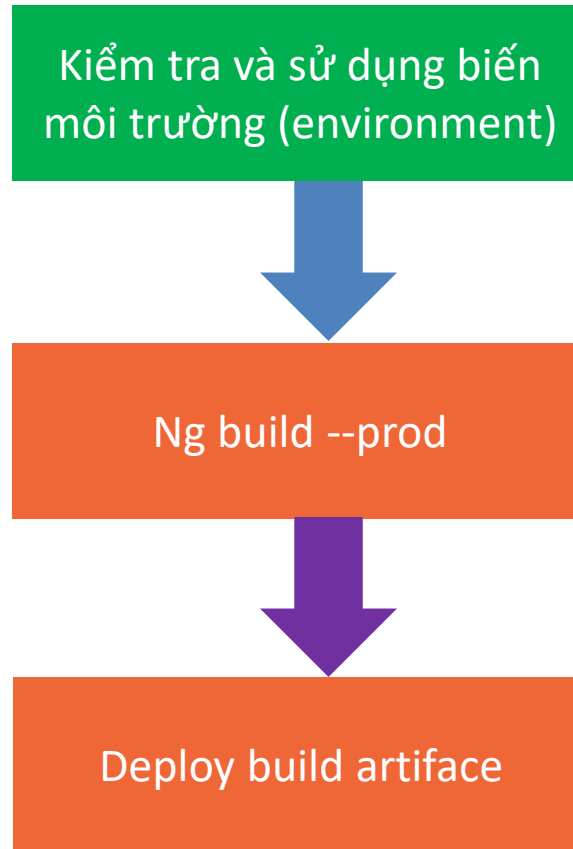 Kiểm tra và sử dụng biến
môi trường (environment)
Ng build --prod
Deploy build artiface